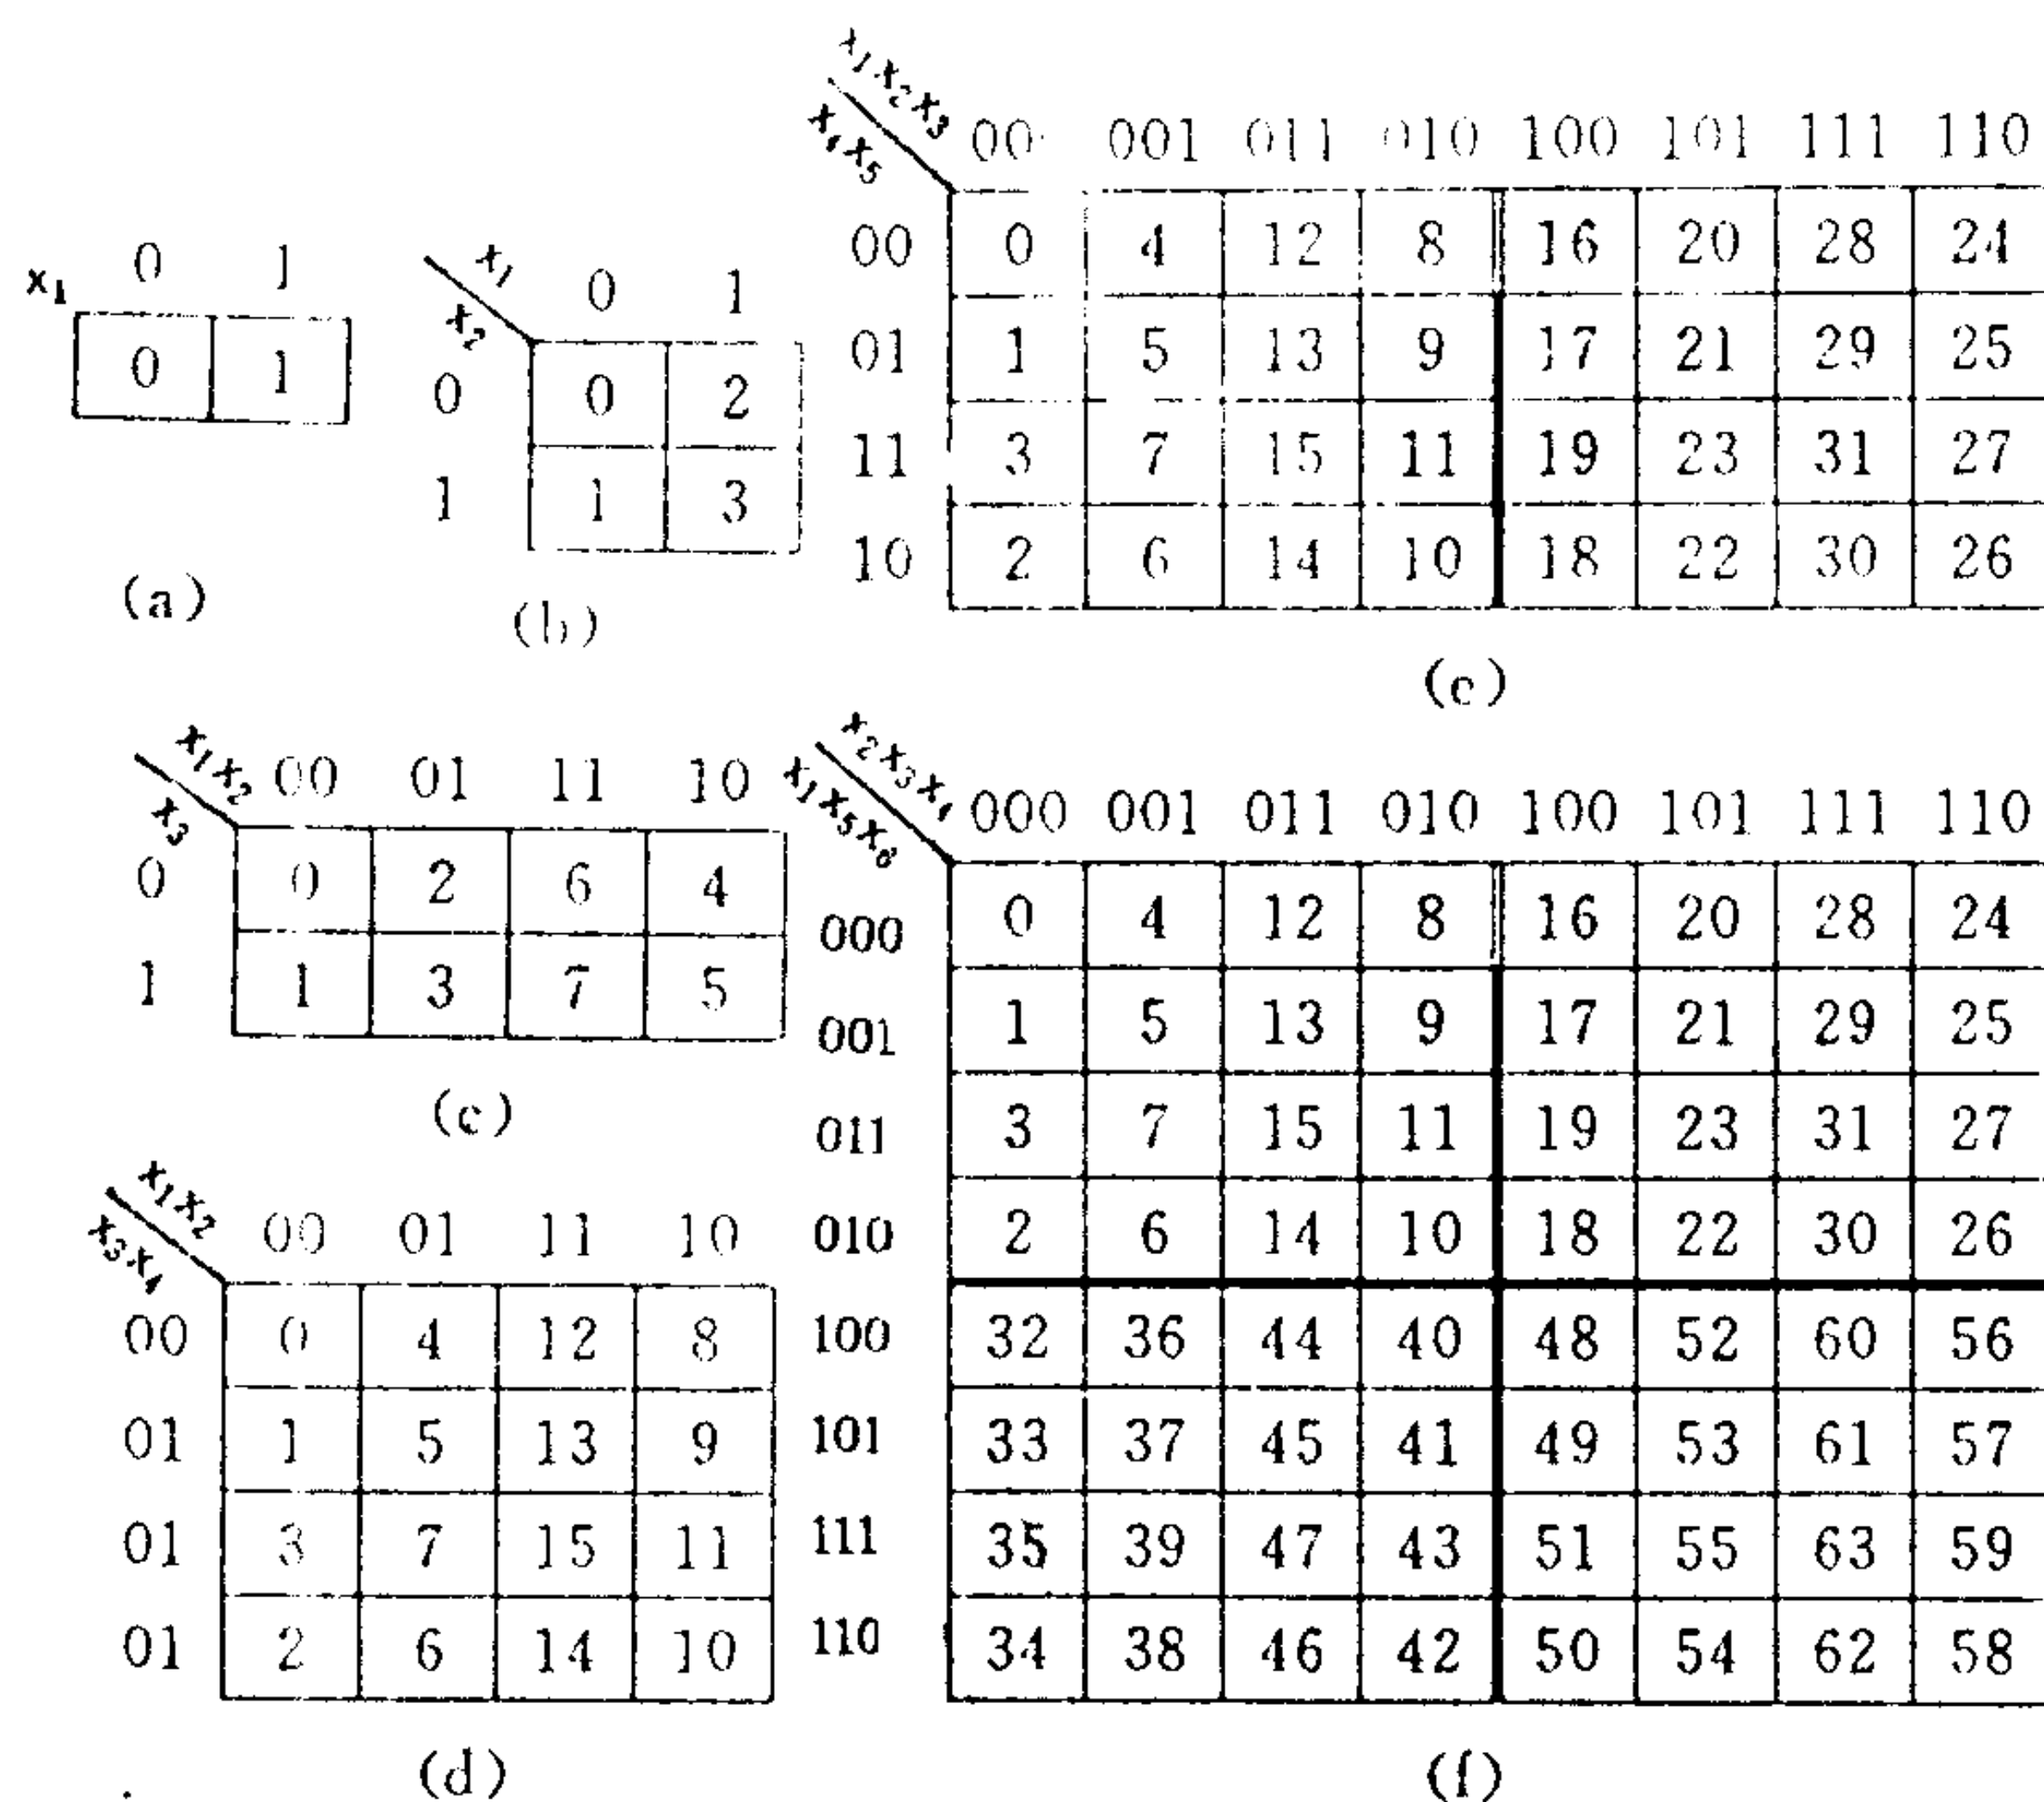 x₁ 0 1
0 1
(a)
x₁ 0 1
x₂
0 0 2
1 1 3
(b)
x₁x₂x₃
x₄x₅
00 001 011 010 100 101 111 110
00 0 4 12 8 16 20 28 24
01 1 5 13 9 17 21 29 25
11 3 7 15 11 19 23 31 27
10 2 6 14 10 18 22 30 26
(e)
x₁x₂ 00 01 11 10
x₃
0 0 2 6 4
1 1 3 7 5
(c)
x₁x₂
x₃x₄
00 01 11 10
00 0 4 12 8
01 1 5 13 9
01 3 7 15 11
01 2 6 14 10
(d)
x₂x₃x₄
x₁x₅x₆
000 001 011 010 100 101 111 110
000 0 4 12 8 16 20 28 24
001 1 5 13 9 17 21 29 25
011 3 7 15 11 19 23 31 27
010 2 6 14 10 18 22 30 26
100 32 36 44 40 48 52 60 56
101 33 37 45 41 49 53 61 57
111 35 39 47 43 51 55 63 59
110 34 38 46 42 50 54 62 58
(f)